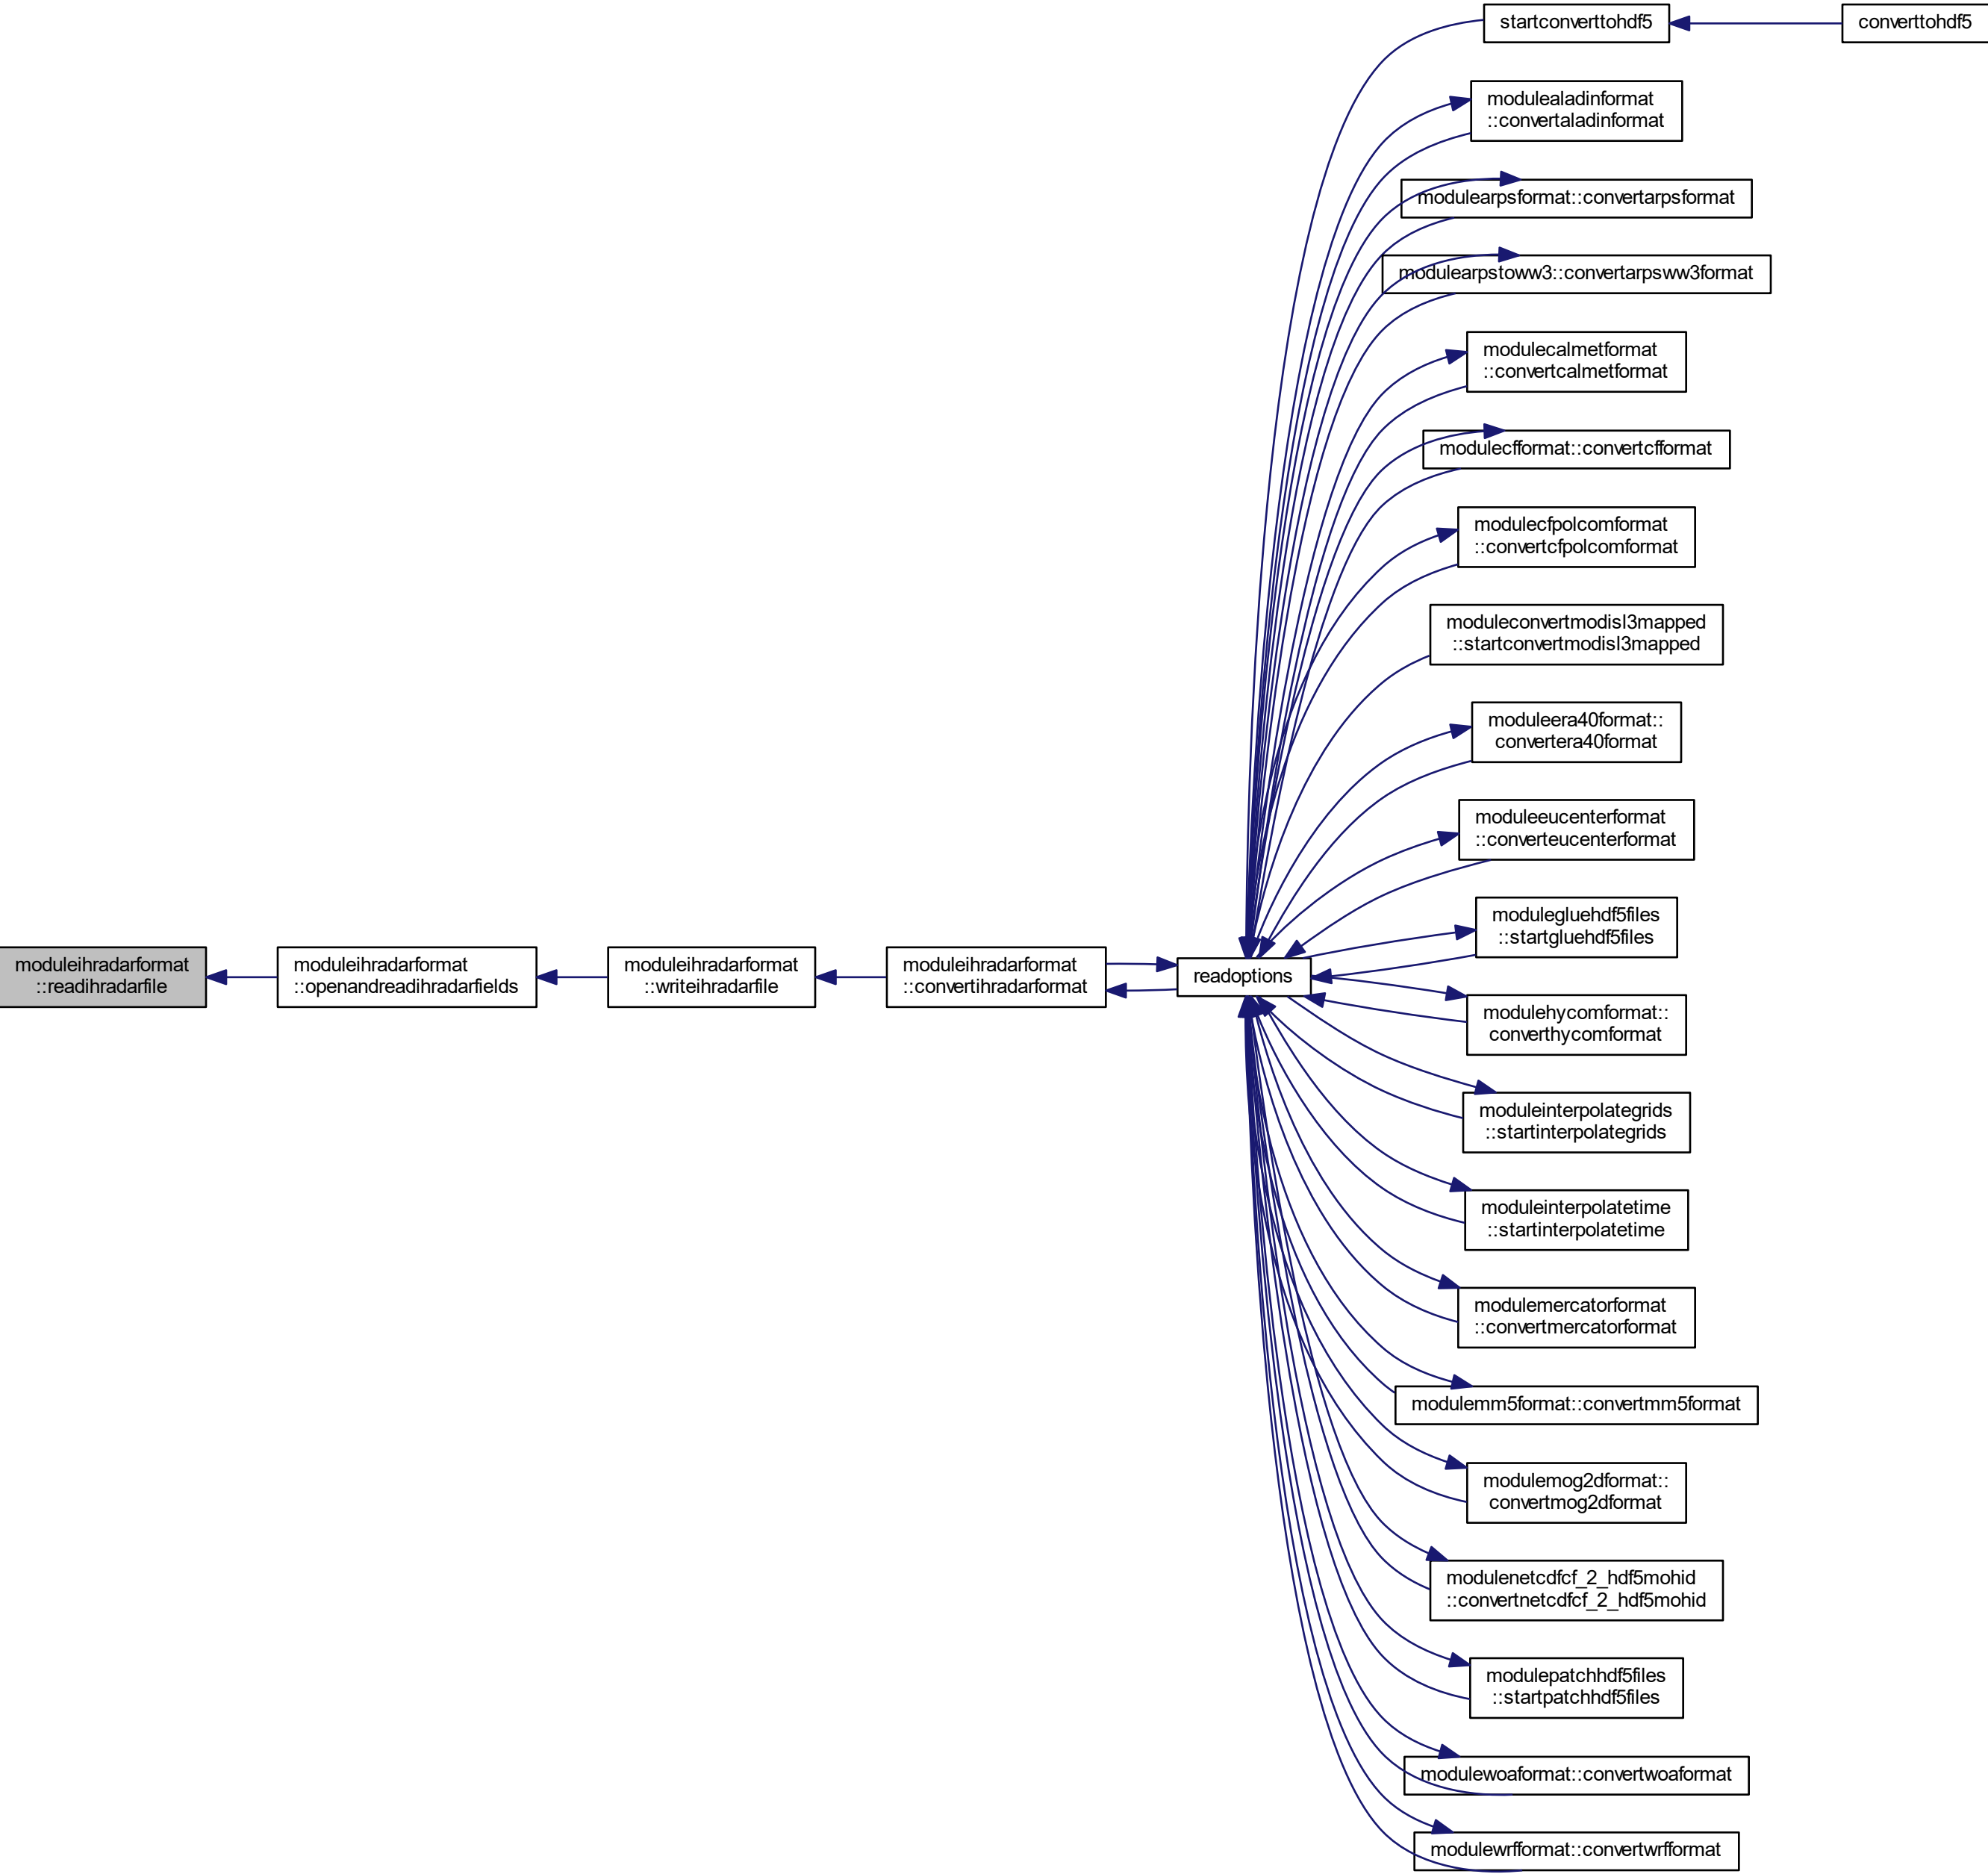 startconverttohdf5
converttohdf5
modulealadinformat
::convertaladinformat
modulearpsformat::convertarpsformat
modulearpstoww3::convertarpsww3format
modulecalmetformat
::convertcalmetformat
modulecfformat::convertcfformat
modulecfpolcomformat
::convertcfpolcomformat
moduleconvertmodisl3mapped
::startconvertmodisl3mapped
moduleera40format::
convertera40format
moduleeucenterformat
::converteucenterformat
modulegluehdf5files
::startgluehdf5files
moduleihradarformat
::readihradarfile
moduleihradarformat
::openandreadihradarfields
moduleihradarformat
::writeihradarfile
moduleihradarformat
::convertihradarformat
readoptions
modulehycomformat::
converthycomformat
moduleinterpolategrids
::startinterpolategrids
moduleinterpolatetime
::startinterpolatetime
modulemercatorformat
::convertmercatorformat
modulemm5format::convertmm5format
modulemog2dformat::
convertmog2dformat
modulenetcdfcf_2_hdf5mohid
::convertnetcdfcf_2_hdf5mohid
modulepatchhdf5files
::startpatchhdf5files
modulewoaformat::convertwoaformat
modulewrfformat::convertwrfformat